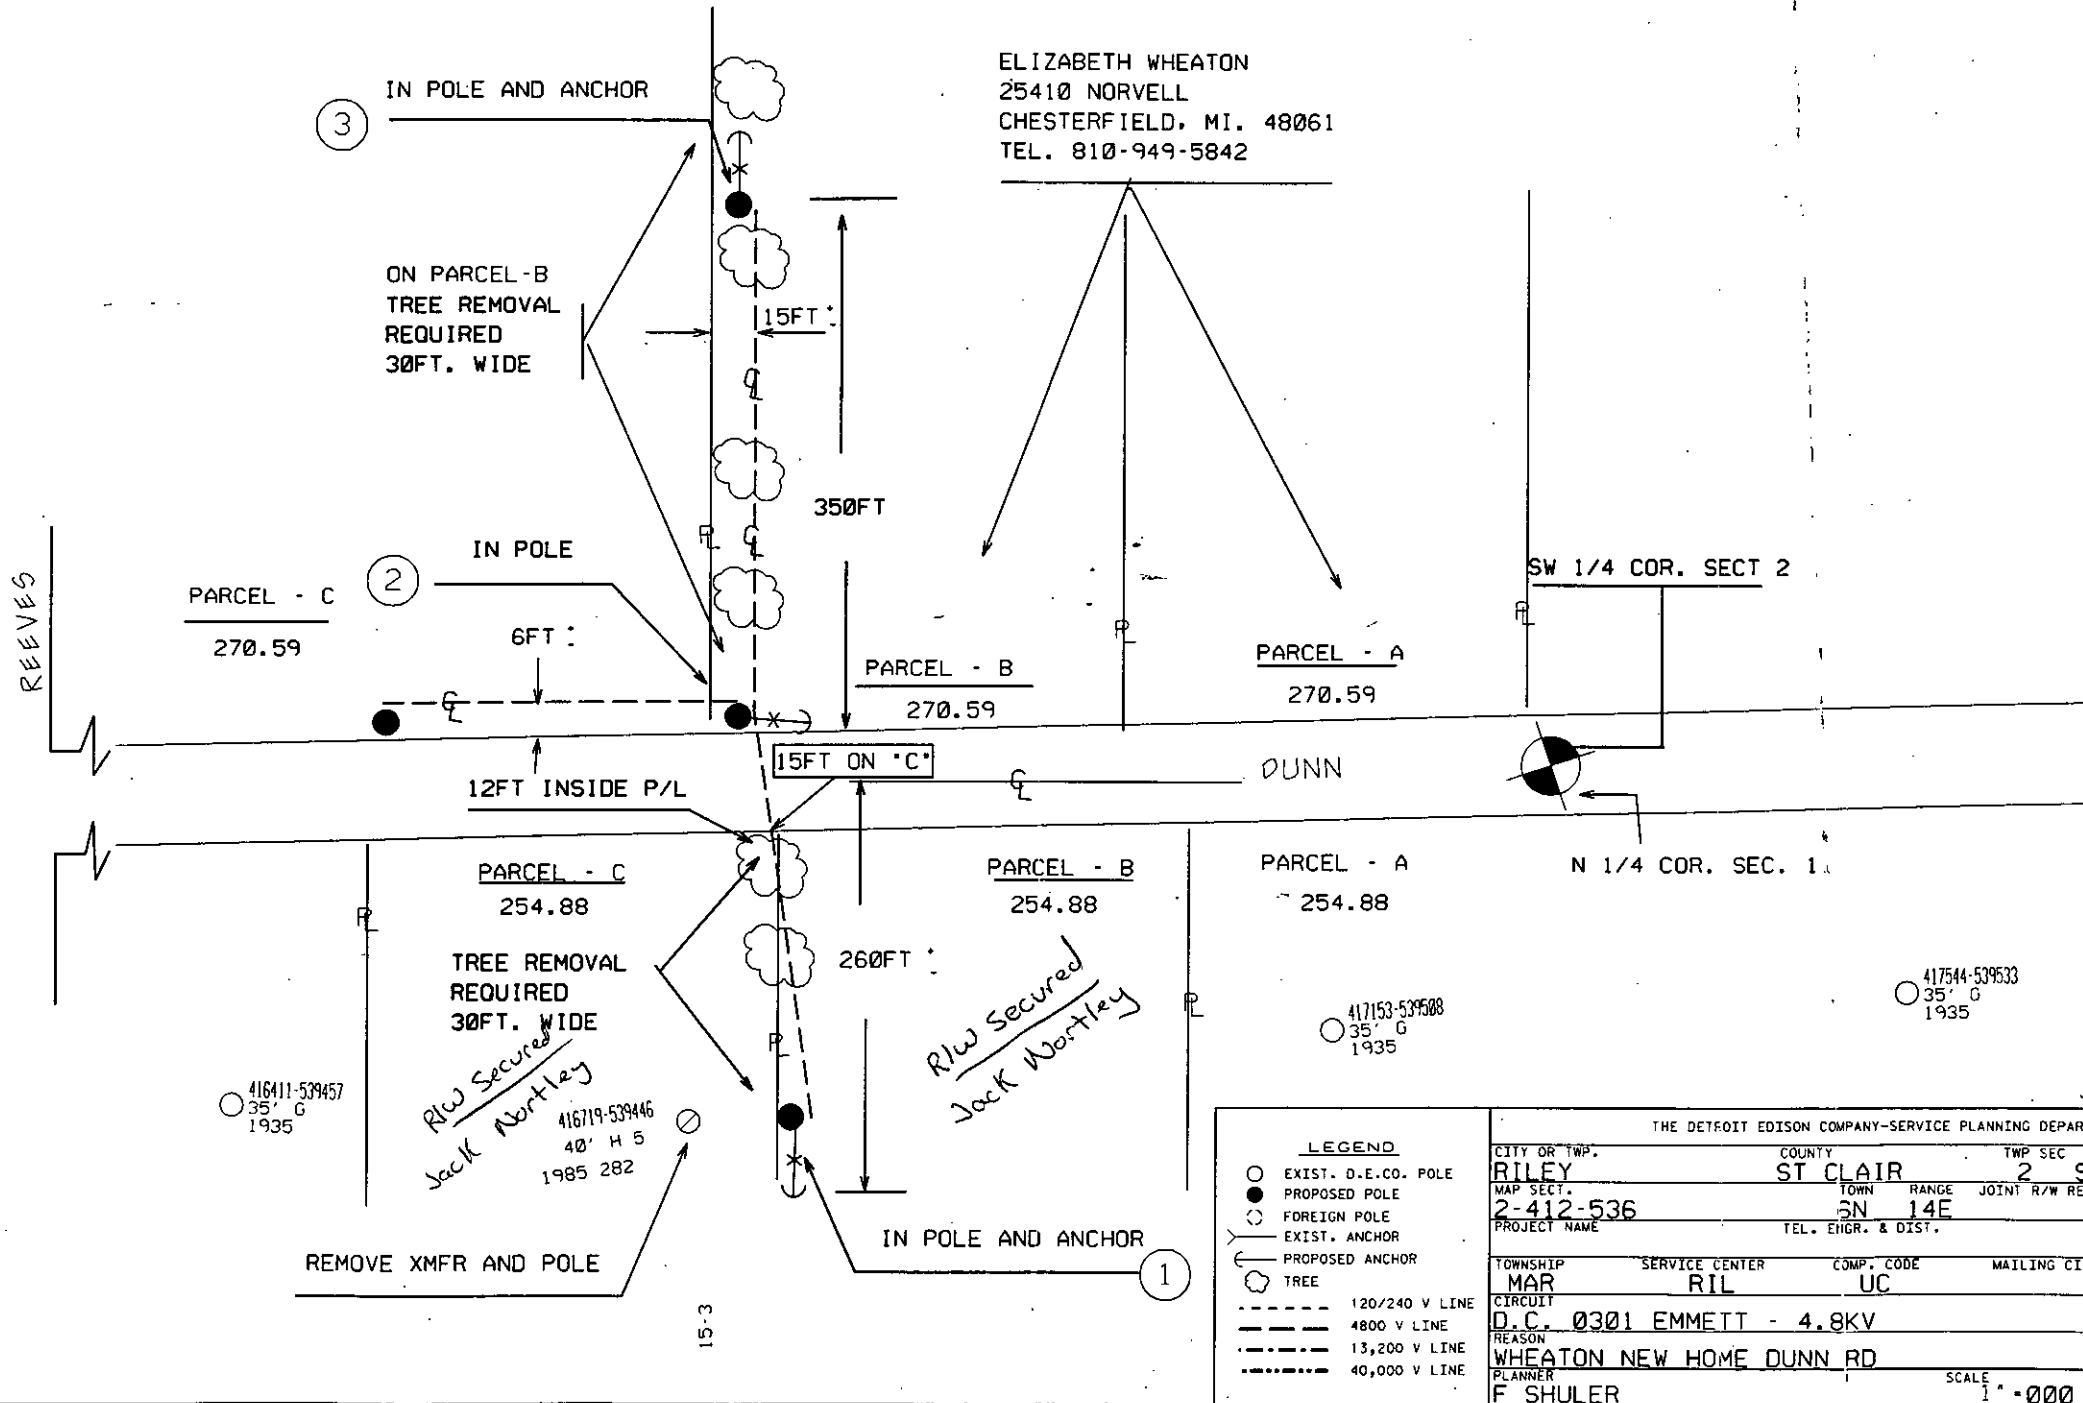 ELIZABETH WHEATON
25410 NORVELL
CHESTERFIELD, MI. 48061
TEL. 810-949-5842
IN POLE AND ANCHOR
3
ON PARCEL-B
TREE REMOVAL
REQUIRED
30FT. WIDE
15FT
350FT
IN POLE
2
SW 1/4 COR. SECT 2
REEVES
PARCEL - C
270.59
6FT
PARCEL - B
270.59
PARCEL - A
270.59
15FT ON "C"
DUNN
12FT INSIDE P/L
N 1/4 COR. SEC. 1
PARCEL - C
254.88
PARCEL - B
254.88
PARCEL - A
254.88
TREE REMOVAL
REQUIRED
30FT. WIDE
260FT
R/W Secured
Jack Wortley
R/W Secured
Jack Wortley
417544-539533
35' G
1935
417153-539508
35' G
1935
416411-539457
35' G
1935
416719-539446
40' H 5
1985 282
REMOVE XMFR AND POLE
IN POLE AND ANCHOR
1
15-3
LEGEND
EXIST. D.E.CO. POLE
PROPOSED POLE
FOREIGN POLE
EXIST. ANCHOR
PROPOSED ANCHOR
TREE
120/240 V LINE
4800 V LINE
13,200 V LINE
40,000 V LINE
THE DETROIT EDISON COMPANY-SERVICE PLANNING DEPAR
CITY OR TWP. COUNTY TWP SEC
RILEY ST CLAIR 2 S
MAP SECT. TOWN RANGE JOINT R/W RE
2-412-536 14E
PROJECT NAME TEL. ENGR. & DIST.
TOWNSHIP SERVICE CENTER COMP. CODE MAILING CI
MAR RIL UC
CIRCUIT
D.C. 0301 EMMETT - 4.8KV
REASON
WHEATON NEW HOME DUNN RD
PLANNER SCALE
F SHULER 1"=000